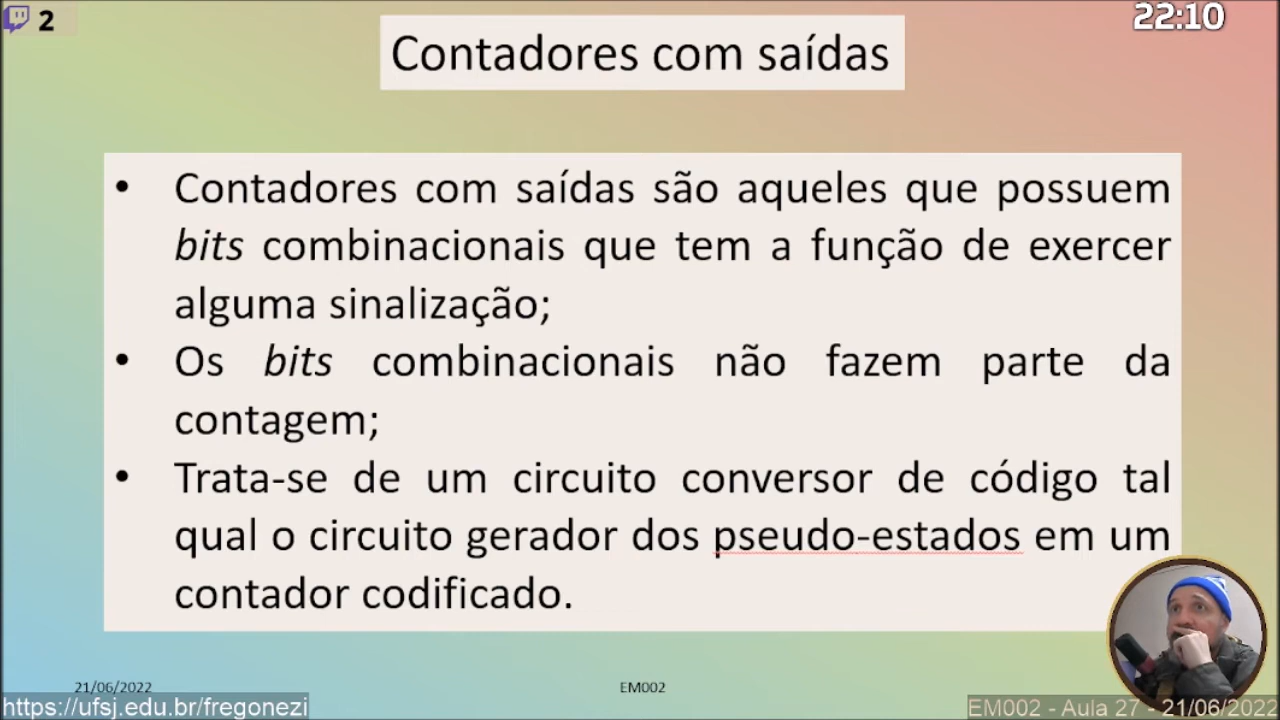 2
22:10
Contadores com saídas
• Contadores com saídas são aqueles que possuem
bits combinacionais que tem a função de exercer
alguma sinalização;
• Os bits combinacionais não fazem parte da
contagem;
• Trata-se de um circuito conversor de código tal
qual o circuito gerador dos pseudo-estados em um
contador codificado.
21/06/2022
EM002
https://ufsj.edu.br/fregonezi
EM002 - Aula 27 - 21/06/2022